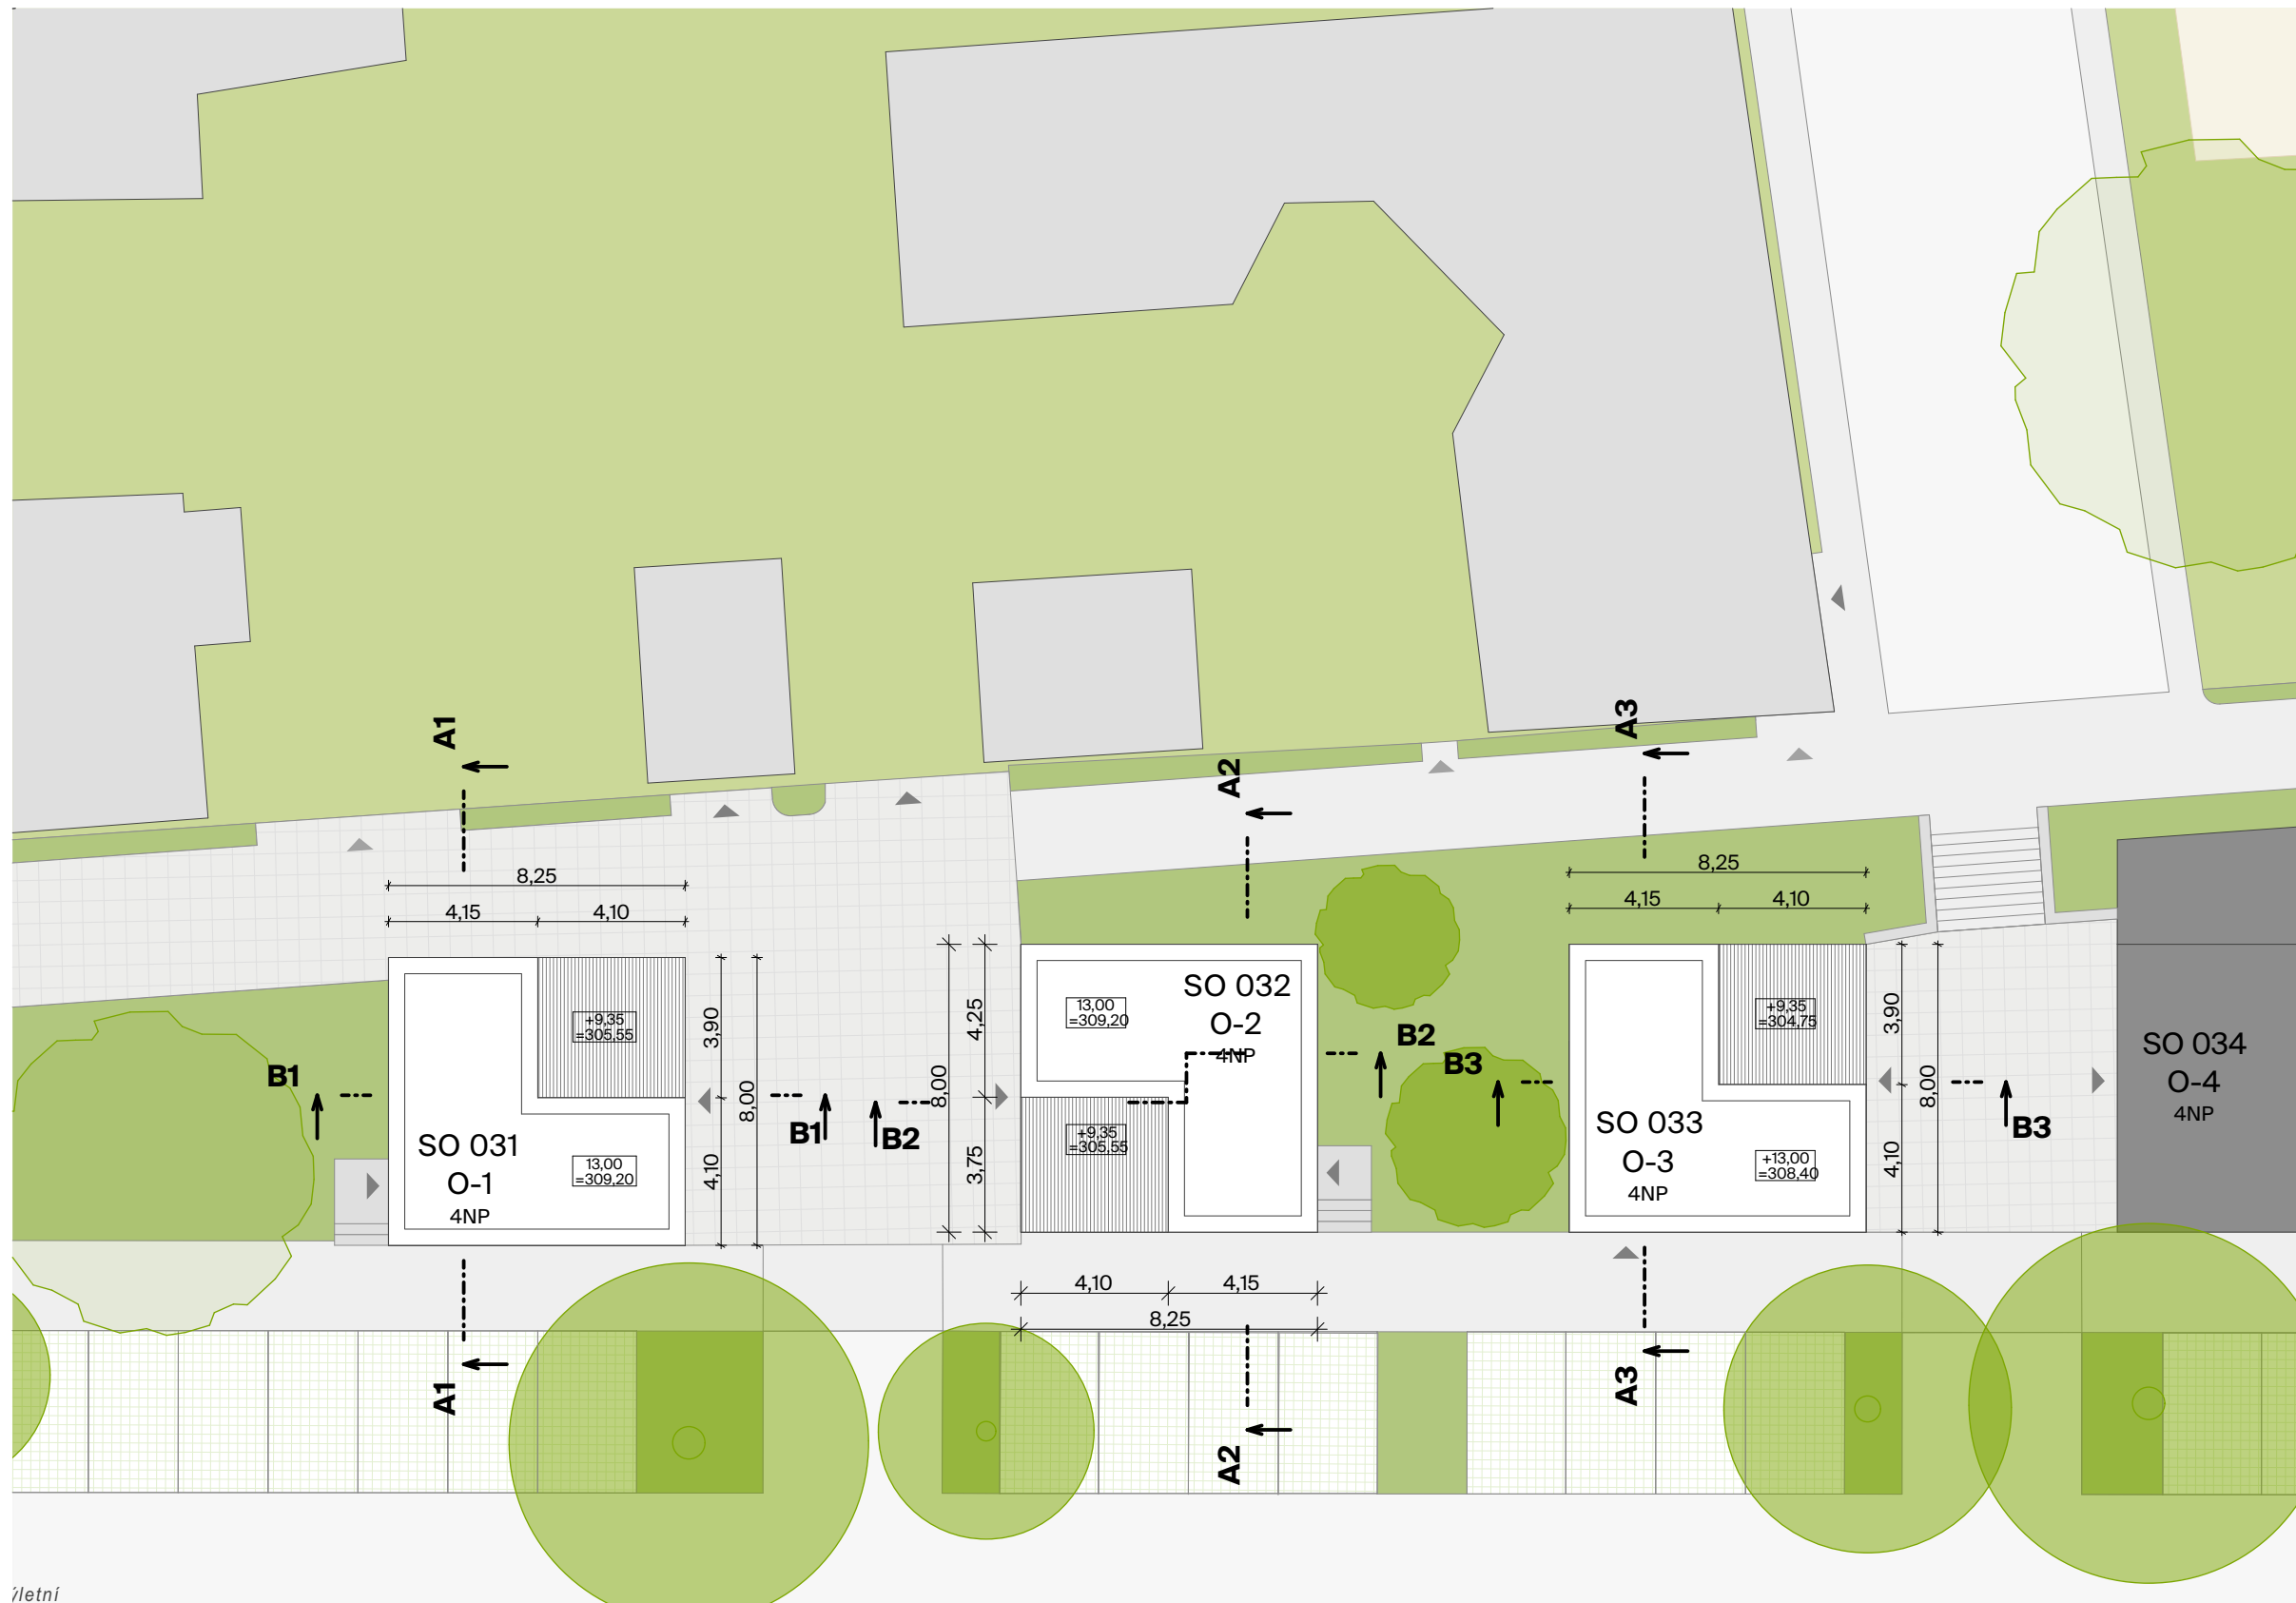 A1
A2
A3
8,25
4,15
4,10
8,25
4,15
4,10
+9,35
=305,55
3,90
8,00
4,10
B1
B1
SO 031
O-1
4NP
13,00
=309,20
B2
8,00
4,25
3,75
13,00
=309,20
SO 032
O-2
4NP
+9,35
=305,55
B2
B3
+9,35
=304,75
SO 033
O-3
4NP
+13,00
=308,40
3,90
8,00
4,10
B3
SO 034
O-4
4NP
4,10
4,15
8,25
A1
A2
A3
ýletní